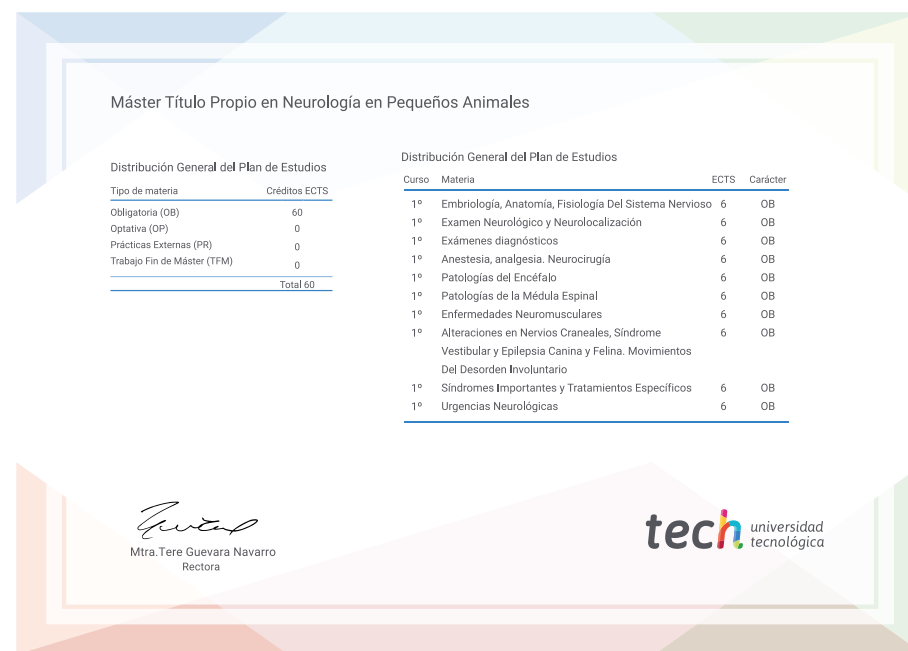 Máster Título Propio en Neurología en Pequeños Animales
Distribución General del Plan de Estudios
Tipo de materia Créditos ECTS
Obligatoria (OB) 60
Optativa (OP) 0
Prácticas Externas (PR) 0
Trabajo Fin de Máster (TFM) 0
Total 60
Distribución General del Plan de Estudios
Curso Materia ECTS Carácter
1º Embriología, Anatomía, Fisiología Del Sistema Nervioso 6 OB
1º Examen Neurológico y Neurolocalización 6 OB
1º Exámenes diagnósticos 6 OB
1º Anestesia, analgesia. Neurocirugía 6 OB
1º Patologías del Encéfalo 6 OB
1º Patologías de la Médula Espinal 6 OB
1º Enfermedades Neuromusculares 6 OB
1º Alteraciones en Nervios Craneales, Síndrome 6 OB
Vestibular y Epilepsia Canina y Felina. Movimientos
Del Desorden Involuntario
1º Síndromes Importantes y Tratamientos Específicos 6 OB
1º Urgencias Neurológicas 6 OB
Mtra.Tere Guevara Navarro
Rectora
tech universidad
tecnológica